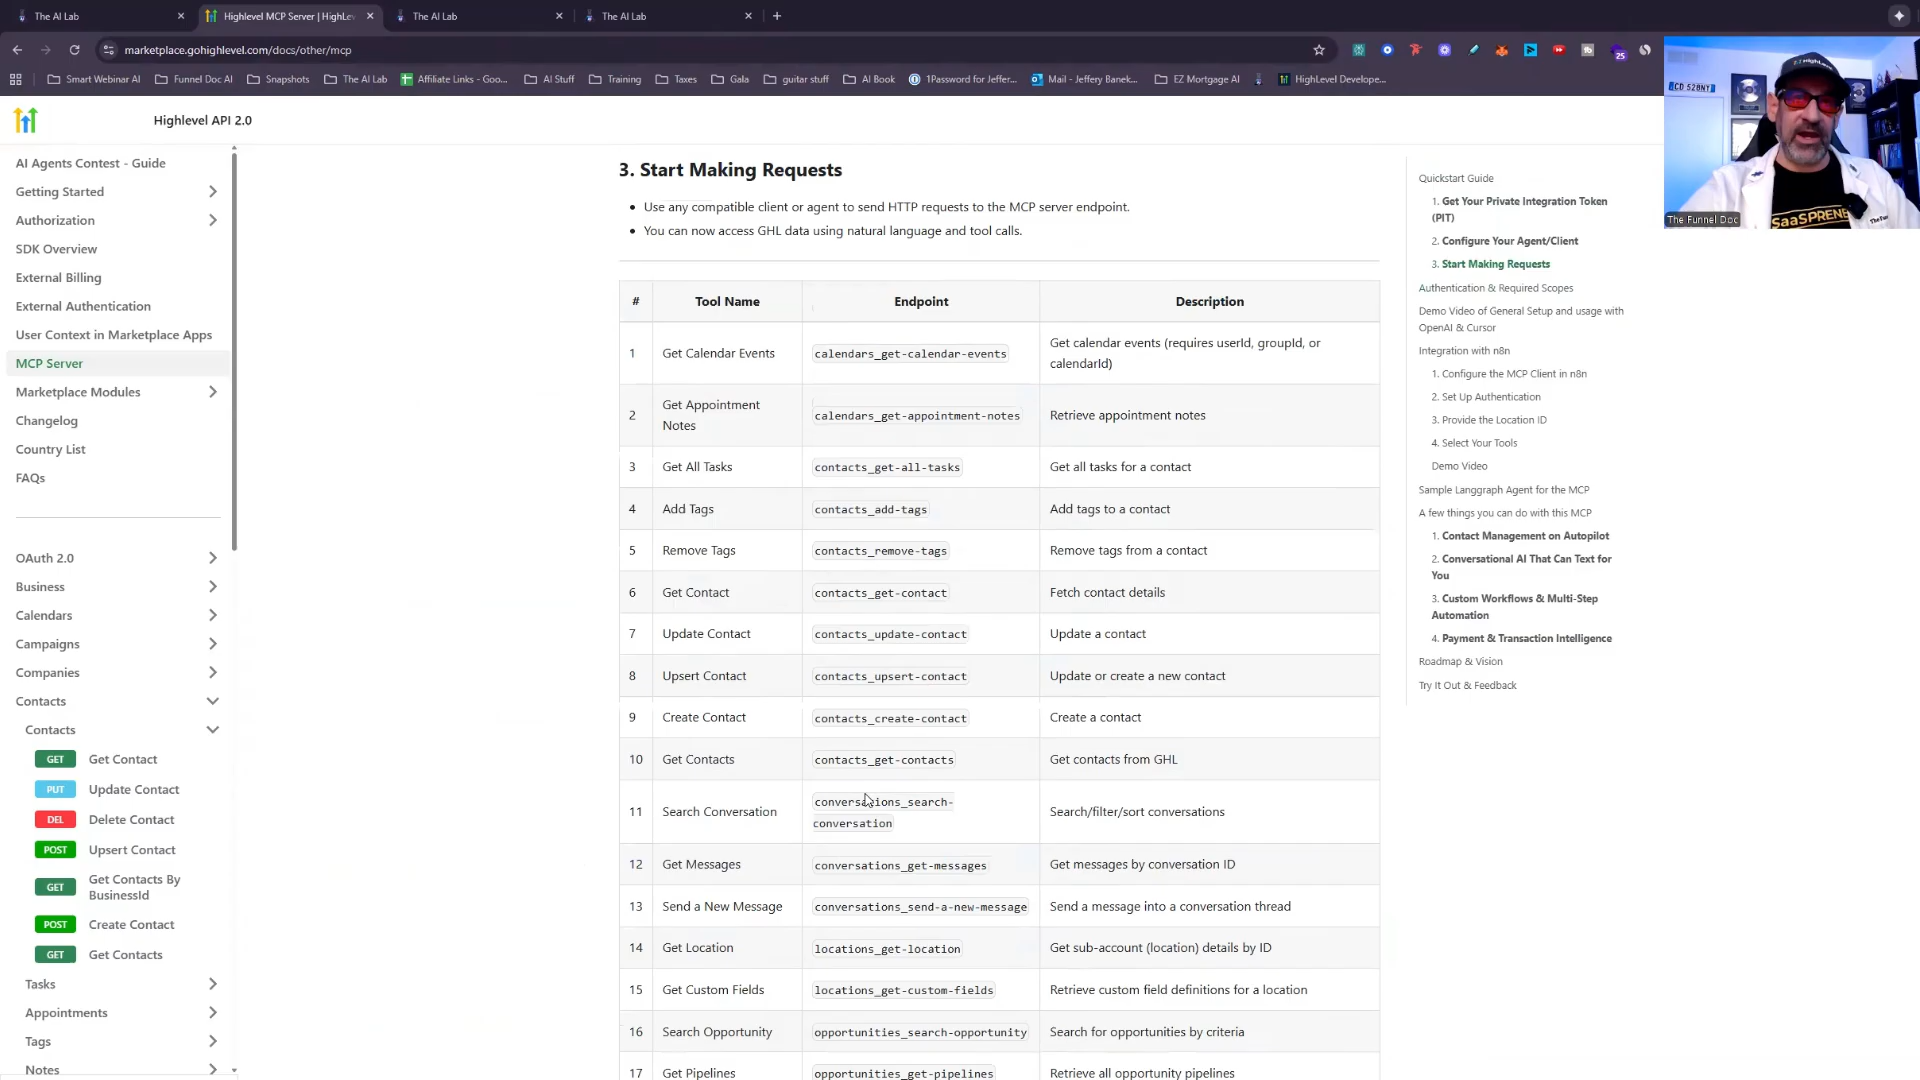 The AI Lab
Highlevel MCP Server | HighLev
The AI Lab
The AI Lab
marketplace.gohighlevel.com/docs/other/mcp
25
Smart Webinar AI
Funnel Doc AI
Snapshots
The AI Lab
Affiliate Links - Goo...
AI Stuff
Training
Taxes
Gala
guitar stuff
AI Book
1Password for Jeffer...
Mail - Jeffery Banek...
EZ Mortgage AI
HighLevel Develope...
Highlevel API 2.0
AI Agents Contest - Guide
Getting Started
Authorization
SDK Overview
External Billing
External Authentication
User Context in Marketplace Apps
MCP Server
Marketplace Modules
Changelog
Country List
FAQs
OAuth 2.0
Business
Calendars
Campaigns
Companies
Contacts
Contacts
GET Get Contact
PUT Update Contact
DEL Delete Contact
POST Upsert Contact
GET Get Contacts By
BusinessId
POST Create Contact
GET Get Contacts
Tasks
Appointments
Tags
Notes
3. Start Making Requests
Use any compatible client or agent to send HTTP requests to the MCP server endpoint.
You can now access GHL data using natural language and tool calls.
# Tool Name Endpoint Description
1 Get Calendar Events calendars_get-calendar-events Get calendar events (requires userId, groupId, or
calendarId)
2 Get Appointment
Notes calendars_get-appointment-notes Retrieve appointment notes
3 Get All Tasks contacts_get-all-tasks Get all tasks for a contact
4 Add Tags contacts_add-tags Add tags to a contact
5 Remove Tags contacts_remove-tags Remove tags from a contact
6 Get Contact contacts_get-contact Fetch contact details
7 Update Contact contacts_update-contact Update a contact
8 Upsert Contact contacts_upsert-contact Update or create a new contact
9 Create Contact contacts_create-contact Create a contact
10 Get Contacts contacts_get-contacts Get contacts from GHL
11 Search Conversation conversations_search-
conversation Search/filter/sort conversations
12 Get Messages conversations_get-messages Get messages by conversation ID
13 Send a New Message conversations_send-a-new-message Send a message into a conversation thread
14 Get Location locations_get-location Get sub-account (location) details by ID
15 Get Custom Fields locations_get-custom-fields Retrieve custom field definitions for a location
16 Search Opportunity opportunities_search-opportunity Search for opportunities by criteria
17 Get Pipelines opportunities_get-pipelines Retrieve all opportunity pipelines
Quickstart Guide
1. Get Your Private Integration Token
(PIT)
2. Configure Your Agent/Client
3. Start Making Requests
Authentication & Required Scopes
Demo Video of General Setup and usage with
OpenAI & Cursor
Integration with n8n
1. Configure the MCP Client in n8n
2. Set Up Authentication
3. Provide the Location ID
4. Select Your Tools
Demo Video
Sample Langgraph Agent for the MCP
A few things you can do with this MCP
1. Contact Management on Autopilot
2. Conversational AI That Can Text for
You
3. Custom Workflows & Multi-Step
Automation
4. Payment & Transaction Intelligence
Roadmap & Vision
Try It Out & Feedback
HighLevel
SaaSPRENE
The Funnel Doc